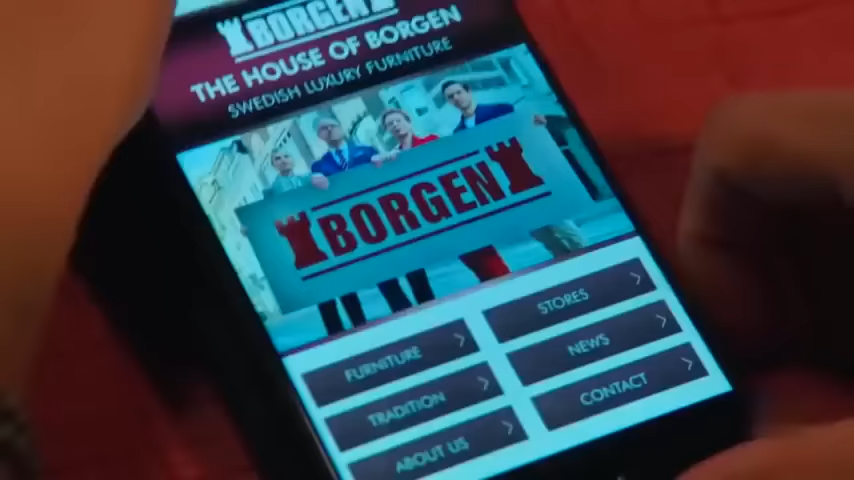 BORGEN
THE HOUSE OF BORGEN
SWEDISH LUXURY FURNITURE
BORGEN
FURNITURE
STORES
TRADITION
NEWS
ABOUT US
CONTACT